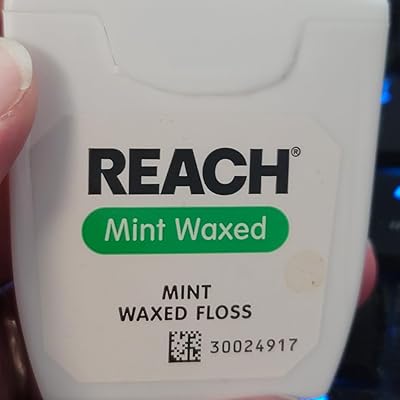 REACH®
Mint Waxed
MINT
WAXED FLOSS
30024917